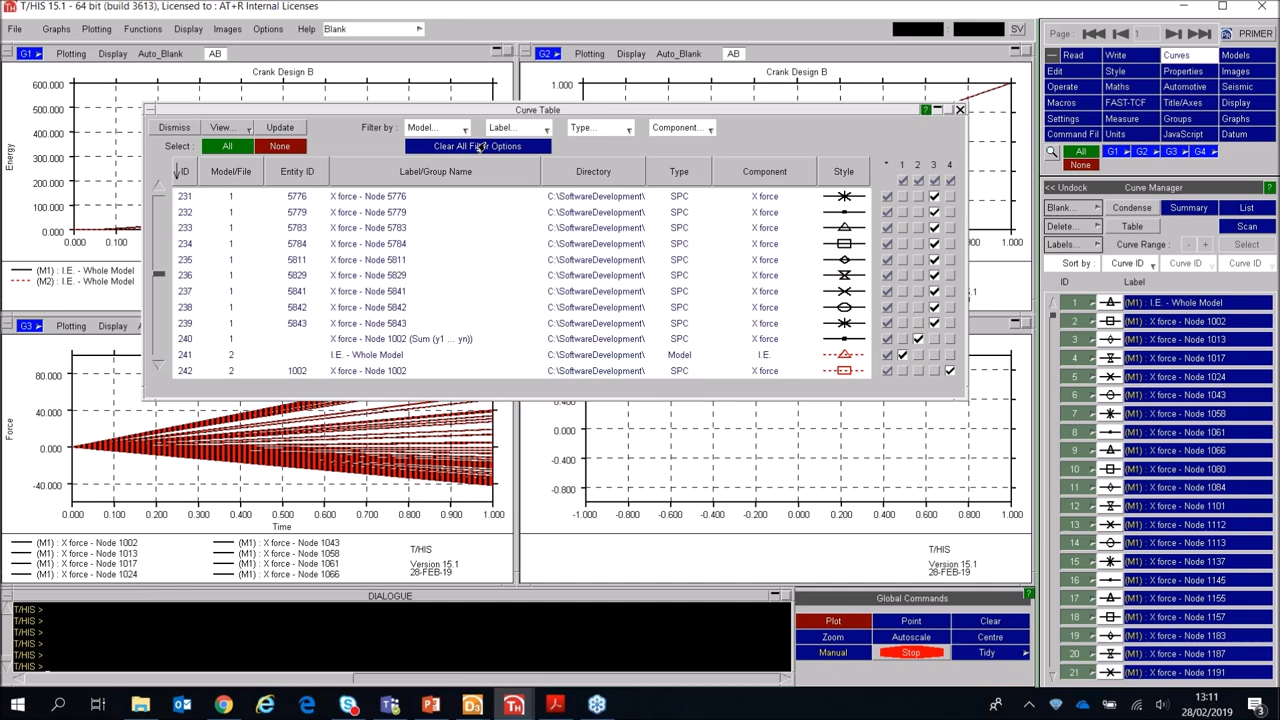 T/HIS 15.1 - 64 bit (build 3613), Licensed to : AT+R Internal Licenses
File Graphs Plotting Functions Display Images Options Help Blank SV
G1 Plotting Display Auto_Blank AB
G2 Plotting Display Auto_Blank AB
Crank Design B
Crank Design B
600.000
500.000
400.000
300.000
200.000
100.000
0.000
Energy
0.000 0.100
1.000
1.000
(M1) : I.E. - Whole Model
(M2) : I.E. - Whole Model
Curve Table
Dismiss View... Update Filter by : Model... Label... Type... Component...
Select : All None Clear All Filter Options
ID Model/File Entity ID Label/Group Name Directory Type Component Style * 1 2 3 4
231 1 5776 X force - Node 5776 C:\SoftwareDevelopment\ SPC X force
232 1 5779 X force - Node 5779 C:\SoftwareDevelopment\ SPC X force
233 1 5783 X force - Node 5783 C:\SoftwareDevelopment\ SPC X force
234 1 5784 X force - Node 5784 C:\SoftwareDevelopment\ SPC X force
235 1 5811 X force - Node 5811 C:\SoftwareDevelopment\ SPC X force
236 1 5829 X force - Node 5829 C:\SoftwareDevelopment\ SPC X force
237 1 5841 X force - Node 5841 C:\SoftwareDevelopment\ SPC X force
238 1 5842 X force - Node 5842 C:\SoftwareDevelopment\ SPC X force
239 1 5843 X force - Node 5843 C:\SoftwareDevelopment\ SPC X force
240 1 X force - Node 1002 (Sum (y1 ... yn)) C:\SoftwareDevelopment\ SPC X force
241 2 I.E. - Whole Model C:\SoftwareDevelopment\ Model I.E.
242 2 1002 X force - Node 1002 C:\SoftwareDevelopment\ SPC X force
G3 Plotting Display
80.000
40.000
0.000
-40.000
Force
0.000 0.200 0.400 0.600 0.800 1.000
Time
-0.400
0.000
-0.400
-0.800
-1.000 -0.800 -0.600 -0.400 -0.200 0.000 0.200 0.400 0.600 0.800 1.000
(M1) : X force - Node 1002 (M1) : X force - Node 1043
(M1) : X force - Node 1013 (M1) : X force - Node 1058
(M1) : X force - Node 1017 (M1) : X force - Node 1061
(M1) : X force - Node 1024 (M1) : X force - Node 1066
T/HIS
Version 15.1
28-FEB-19
T/HIS
Version 15.1
28-FEB-19
DIALOGUE
T/HIS >
T/HIS >
T/HIS >
T/HIS >
T/HIS >
T/HIS >
Global Commands
Plot Point Clear
Zoom Autoscale Centre
Manual Stop Tidy
Page : 1 PRIMER
Read Write Curves Models
Edit Style Properties Images
Operate Maths Automotive Seismic
Macros FAST-TCF Title/Axes Display
Settings Measure Groups Graphs
Command Fil Units JavaScript Datum
All G1 G2 G3 G4
None
<< Undock Curve Manager ?
Blank... Condense Summary List
Delete... Table Scan
Labels... Curve Range : - + Select
Sort by : Curve ID Curve ID Curve ID
ID Label
1 (M1) : I.E. - Whole Model
2 (M1) : X force - Node 1002
3 (M1) : X force - Node 1013
4 (M1) : X force - Node 1017
5 (M1) : X force - Node 1024
6 (M1) : X force - Node 1043
7 (M1) : X force - Node 1058
8 (M1) : X force - Node 1061
9 (M1) : X force - Node 1066
10 (M1) : X force - Node 1080
11 (M1) : X force - Node 1084
12 (M1) : X force - Node 1101
13 (M1) : X force - Node 1112
14 (M1) : X force - Node 1113
15 (M1) : X force - Node 1137
16 (M1) : X force - Node 1145
17 (M1) : X force - Node 1155
18 (M1) : X force - Node 1157
19 (M1) : X force - Node 1183
20 (M1) : X force - Node 1187
21 (M1) : X force - Node 1191
13:11
28/02/2019